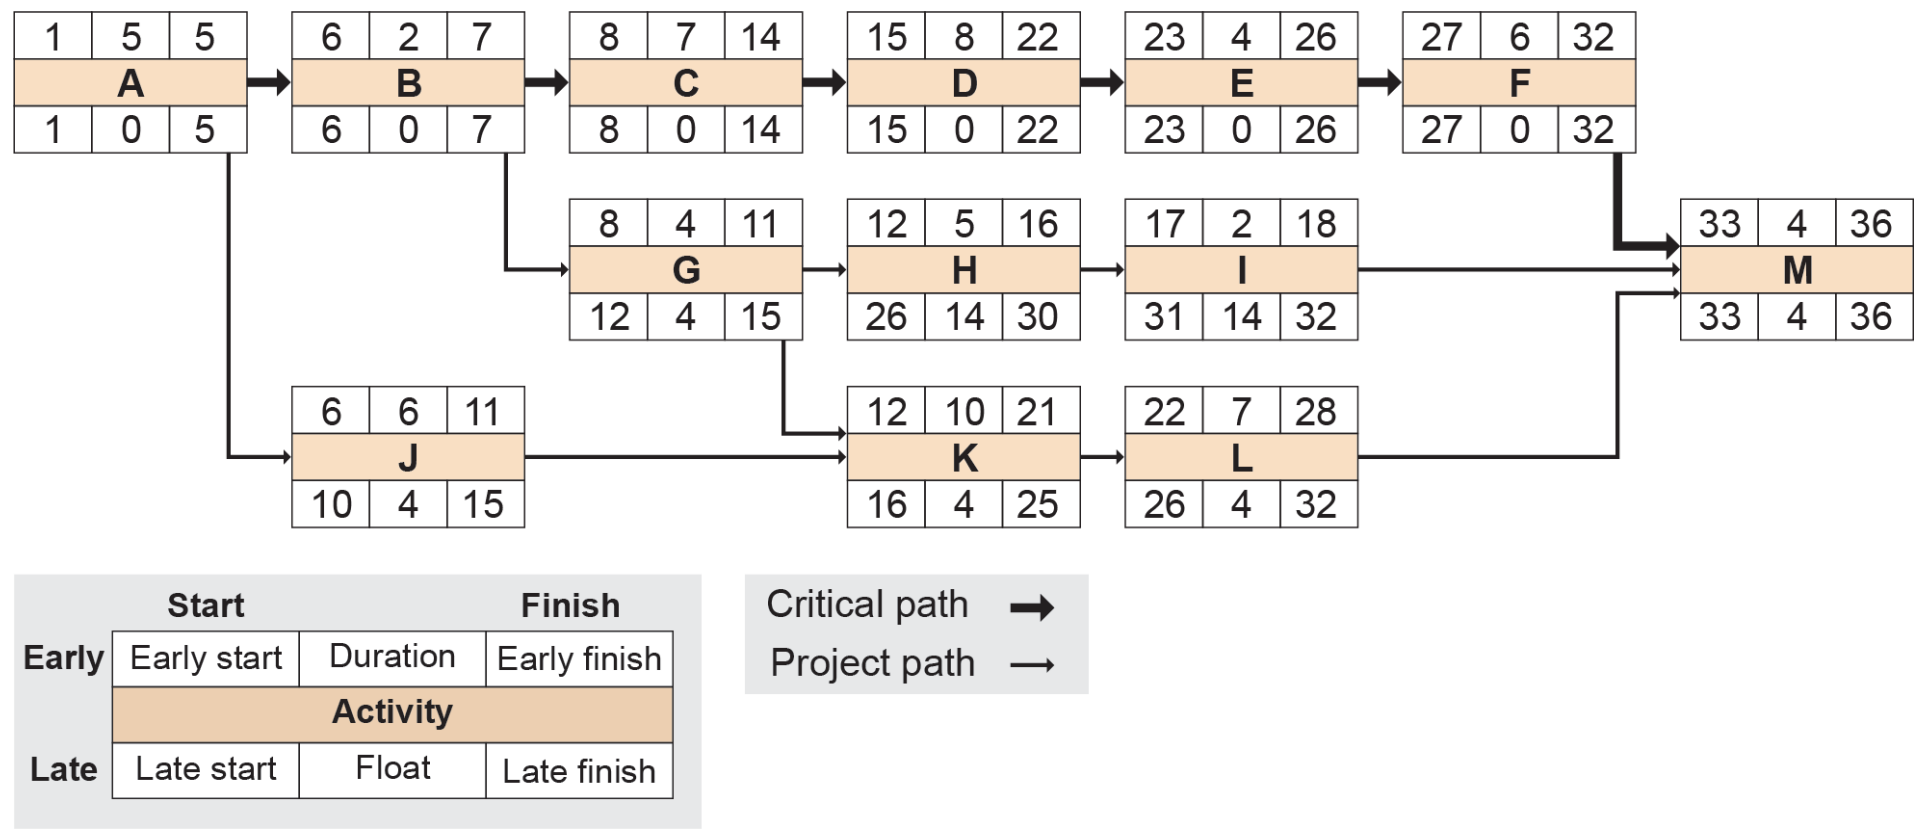 1 5 5 6 2 7 8 7 14 15 8 22 23 4 26 27 6 32
A B C D E F
1 0 5 6 0 7 8 0 14 15 0 22 23 0 26 27 0 32
8 4 11 12 5 16 17 2 18 33 4 36
G H I M
12 4 15 26 14 30 31 14 32 33 4 36
6 6 11 12 10 21 22 7 28
J K L
10 4 15 16 4 25 26 4 32
Start Finish
Early Early start Duration Early finish
Activity
Late Late start Float Late finish
Critical path
Project path